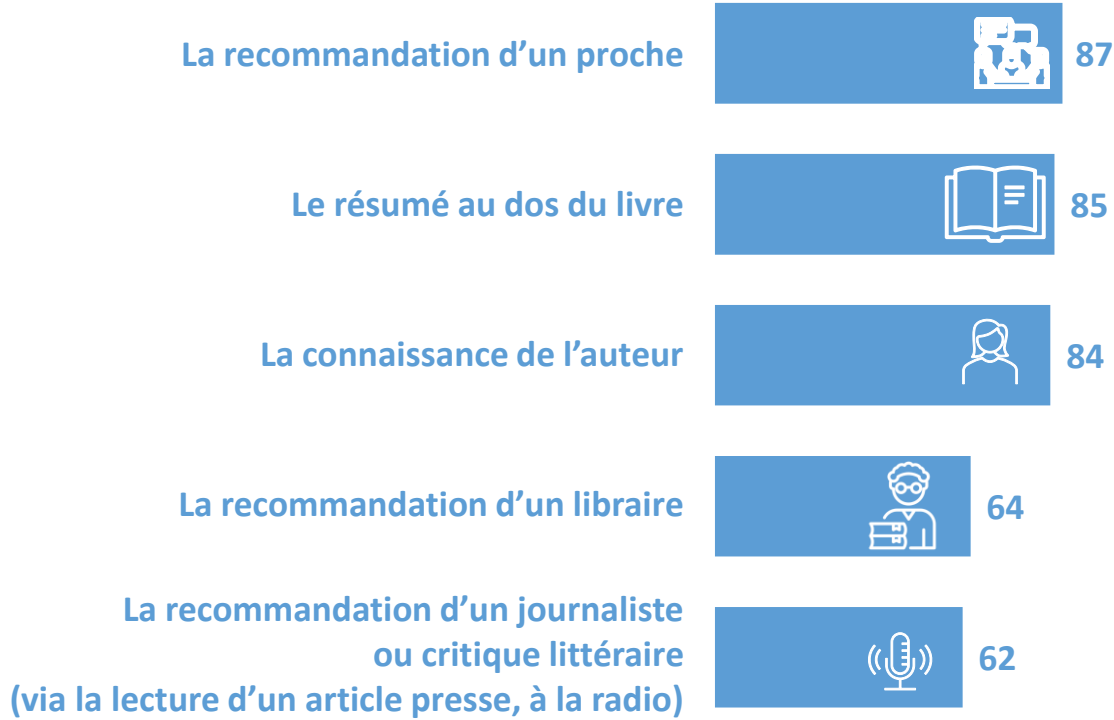 La recommandation d’un proche
87
Le résumé au dos du livre
85
La connaissance de l’auteur
84
La recommandation d’un libraire
64
La recommandation d’un journaliste
ou critique littéraire
(via la lecture d’un article presse, à la radio)
62